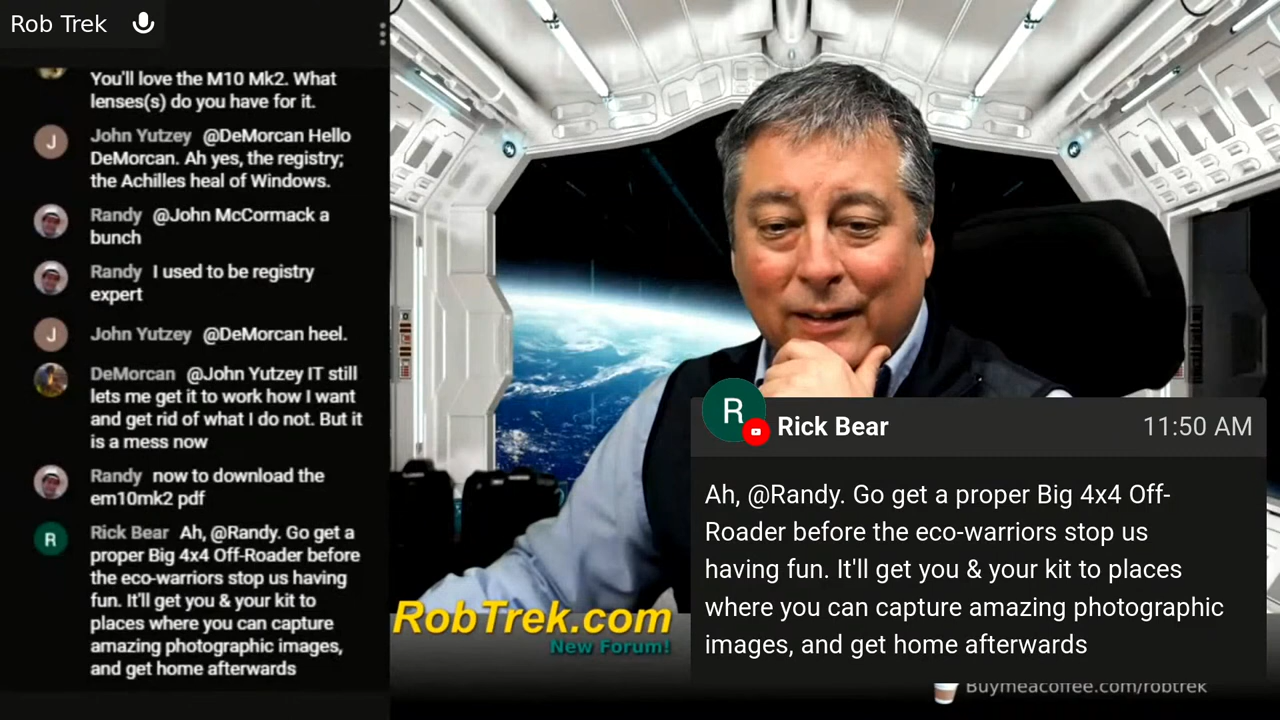 Rob Trek
You'll love the M10 Mk2. What
lenses(s) do you have for it.
J
John Yutzey @DeMorcan Hello
DeMorcan. Ah yes, the registry;
the Achilles heal of Windows.
Randy @John McCormack a
bunch
Randy I used to be registry
expert
J
John Yutzey @DeMorcan heel.
DeMorcan @John Yutzey IT still
lets me get it to work how I want
and get rid of what I do not. But it
is a mess now
Randy now to download the
em10mk2 pdf
R
Rick Bear Ah, @Randy. Go get a
proper Big 4x4 Off-Roader before
the eco-warriors stop us having
fun. It'll get you & your kit to
places where you can capture
amazing photographic images,
and get home afterwards
RobTrek.com
New Forum!
R
Rick Bear 11:50 AM
Ah, @Randy. Go get a proper Big 4x4 Off-
Roader before the eco-warriors stop us
having fun. It'll get you & your kit to places
where you can capture amazing photographic
images, and get home afterwards
Buymeacoffee.com/robtrek